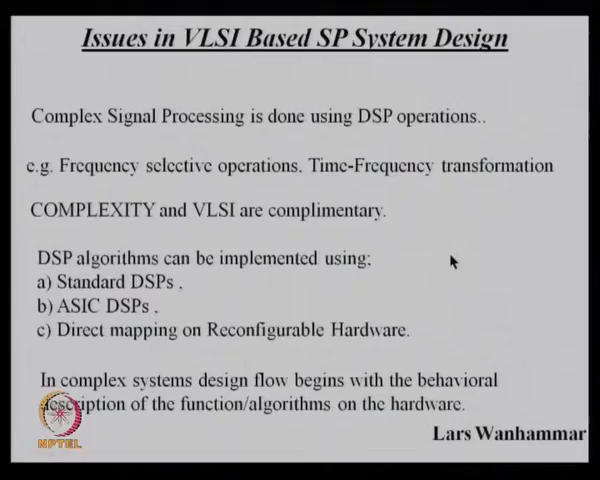 Issues in VLSI Based SP System Design
Complex Signal Processing is done using DSP operations..
e.g. Frequency selective operations. Time-Frequency transformation
COMPLEXITY and VLSI are complimentary.
DSP algorithms can be implemented using:
a) Standard DSPs ,
b) ASIC DSPs ,
c) Direct mapping on Reconfigurable Hardware.
In complex systems design flow begins with the behavioral
description of the function/algorithms on the hardware.
Lars Wanhammar
NPTEL